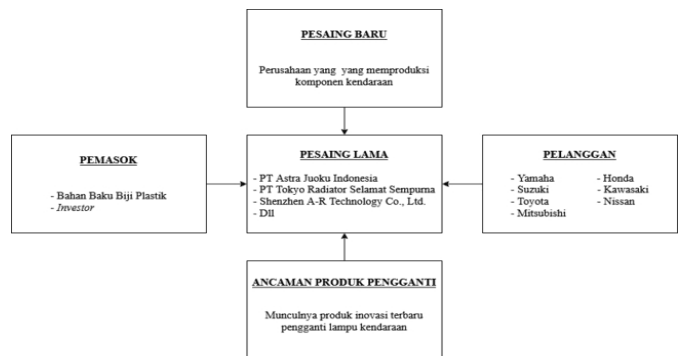 PESAING BARU
Perusahaan yang yang memproduksi
komponen kendaraan
PEMASOK
- Bahan Baku Biji Plastik
- Investor
PESAING LAMA
- PT Astra Juoku Indonesia
- PT Tokyo Radiator Selamat Sempurna
- Shenzhen A-R Technology Co., Ltd.
- Dll
PELANGGAN
- Yamaha - Honda
- Suzuki - Kawasaki
- Toyota - Nissan
- Mitsubishi
ANCAMAN PRODUK PENGGANTI
Munculnya produk inovasi terbaru
pengganti lampu kendaraan